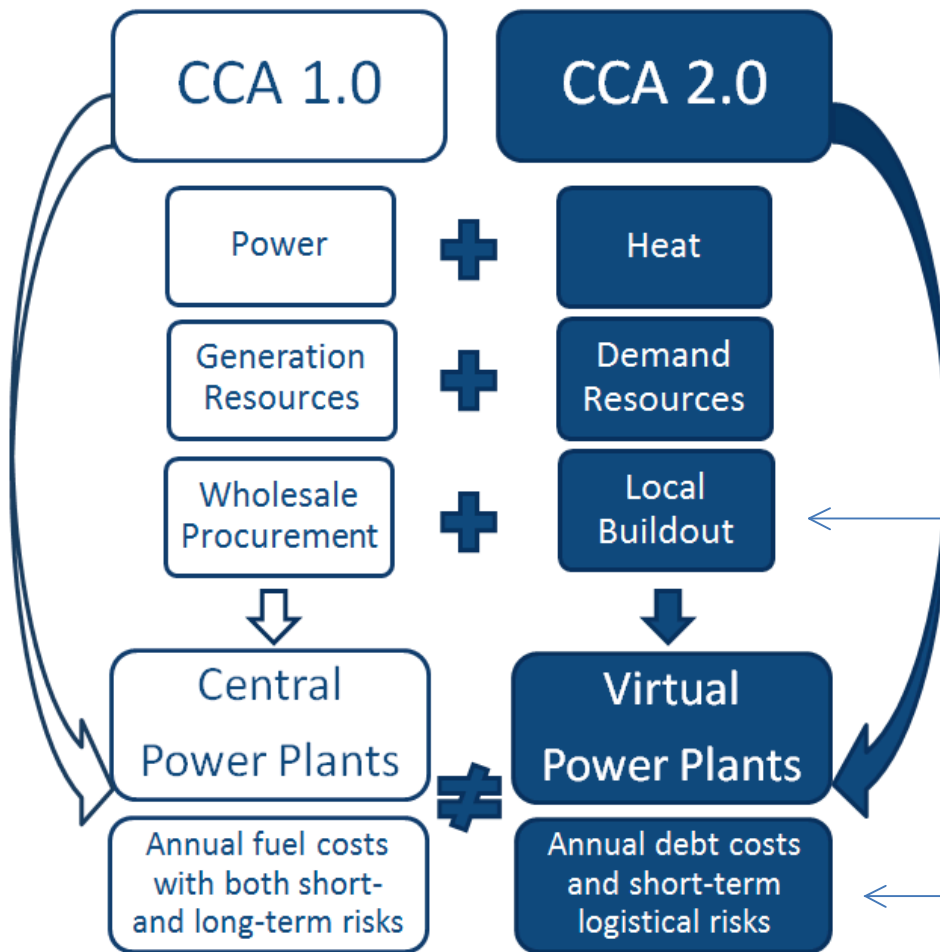 CCA 1.0
CCA 2.0
Power
Heat
Generation
Resources
Demand
Resources
Wholesale
Procurement
Local
Buildout
Central
Power Plants
Virtual
Power Plants
Annual fuel costs
with both short-
and long-term risks
Annual debt costs
and short-term
logistical risks